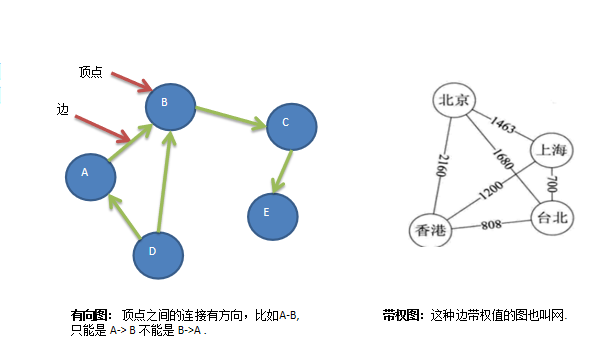 顶点
边
A
B
C
D
E
有向图： 顶点之间的连接有方向，比如A-B,
只能是 A-> B 不能是 B->A .
北京
上海
台北
香港
1463
1680
2160
1200
700
808
带权图：这种边带权值的图也叫网.